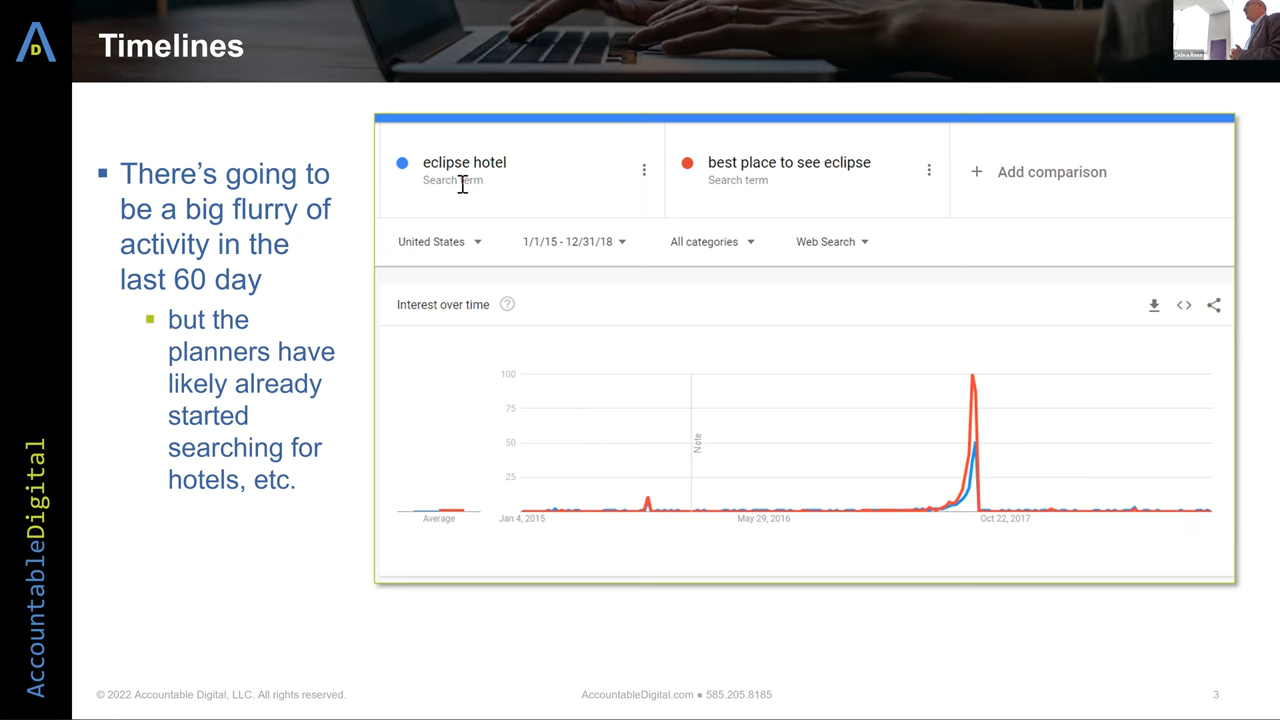 D
Timelines
There's going to
be a big flurry of
activity in the
last 60 day
but the
planners have
likely already
started
searching for
hotels, etc.
eclipse hotel
Search term
best place to see eclipse
Search term
+ Add comparison
United States
1/1/15 - 12/31/18
All categories
Web Search
Interest over time
?
100
75
50
25
Note
Average
Jan 4, 2015
May 29, 2016
Oct 22, 2017
AccountableDigital
© 2022 Accountable Digital, LLC. All rights reserved.
AccountableDigital.com ● 585.205.8185
3